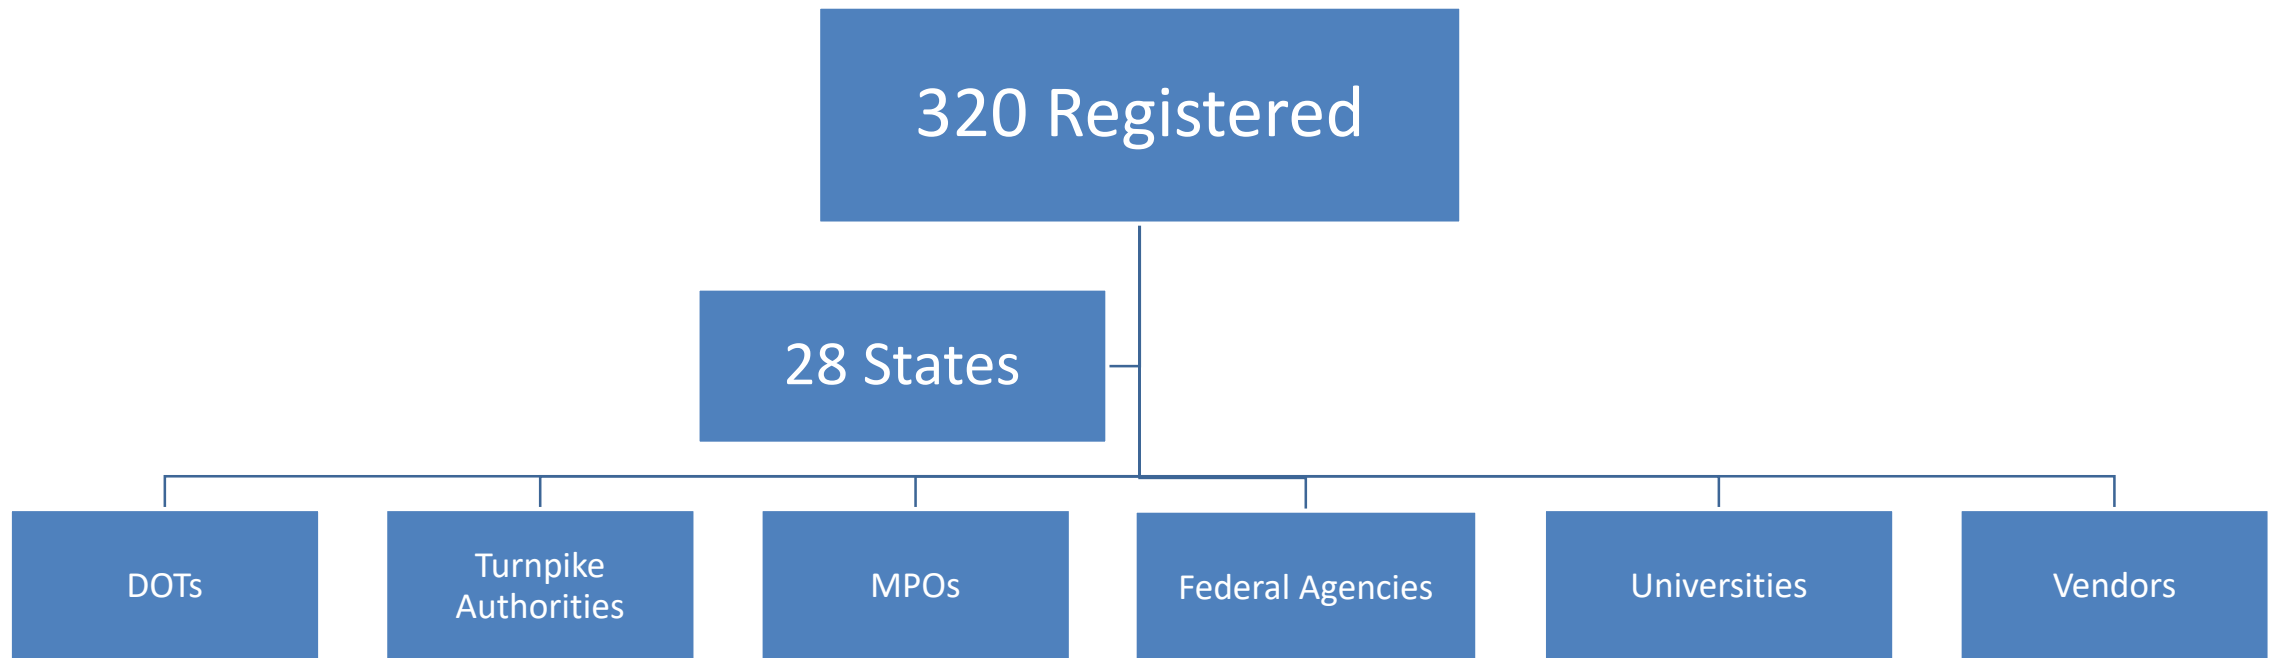 320 Registered
28 States
DOTs
Turnpike
Authorities
MPOs
Federal Agencies
Universities
Vendors